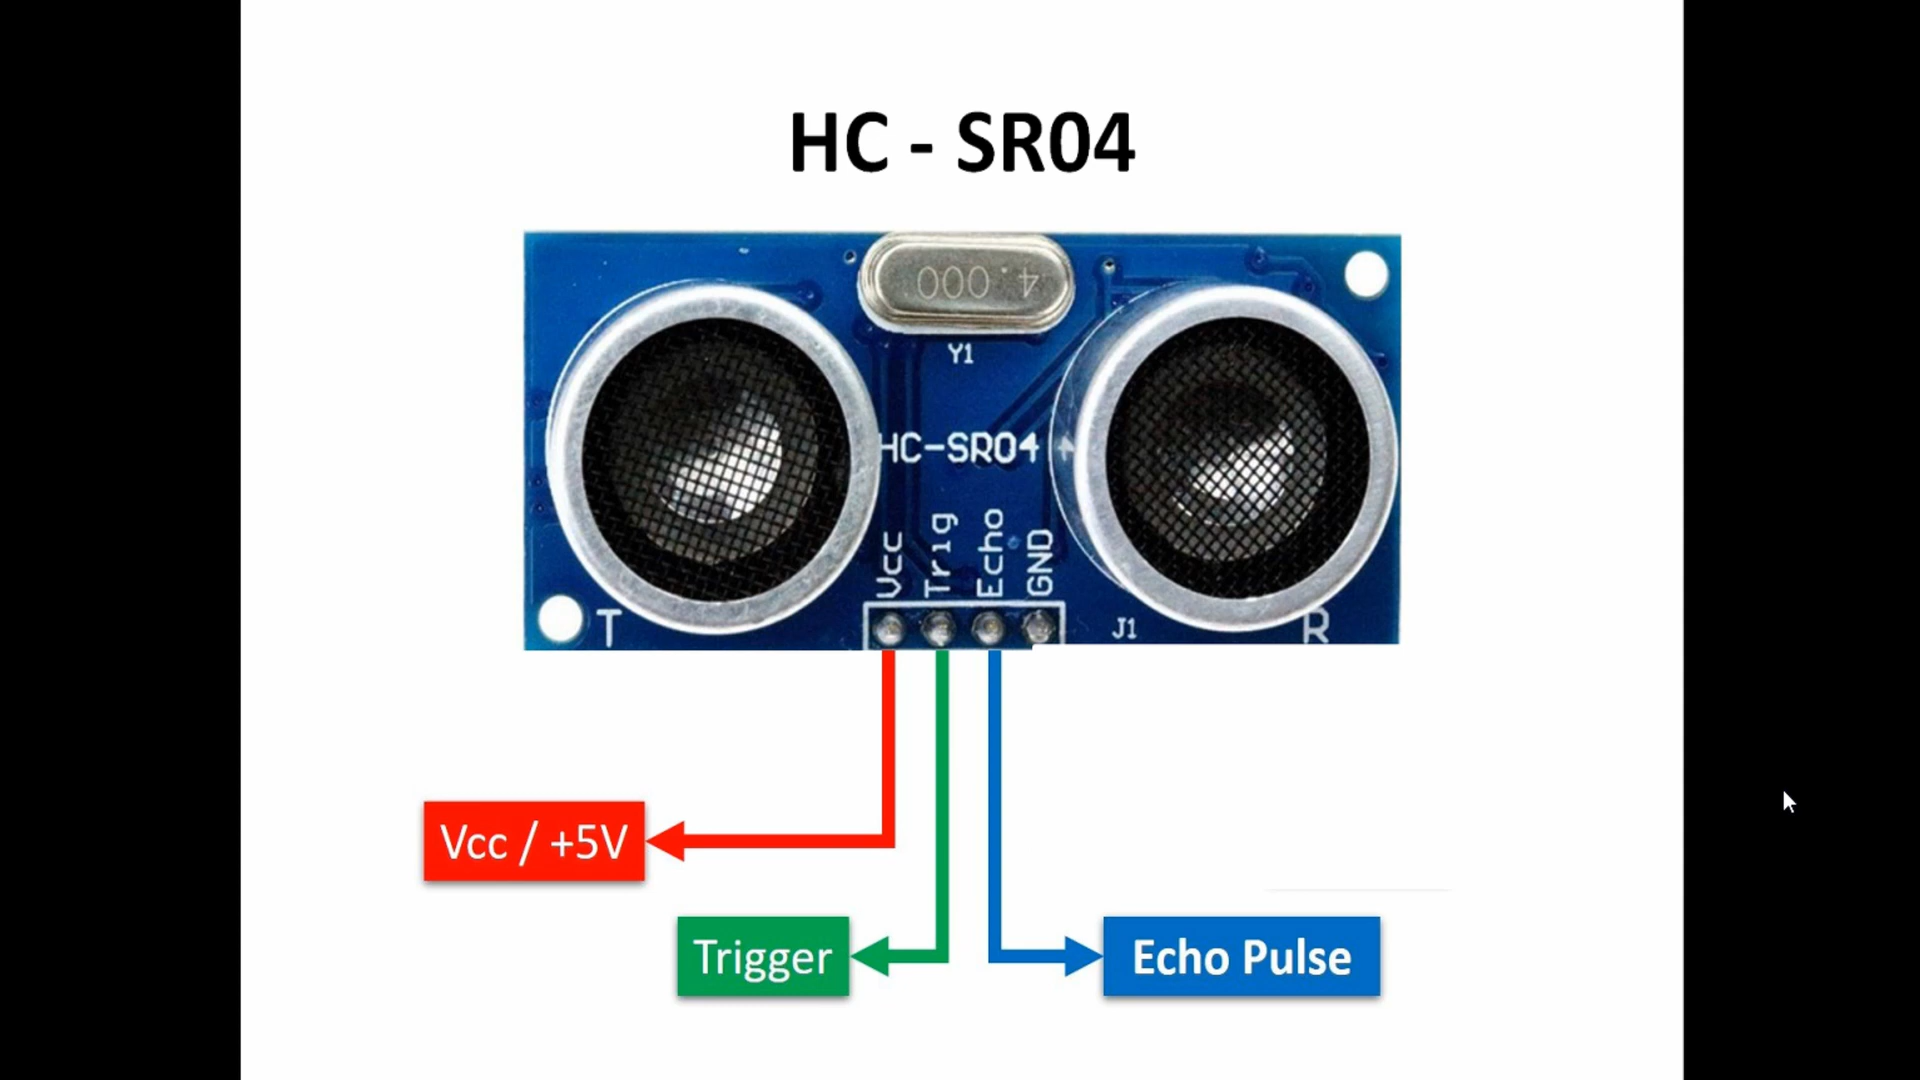 HC - SR04
4.000
Y1
HC-SR04
Vcc
Trig
Echo
GND
T
J1
R
Vcc / +5V
Trigger
Echo Pulse